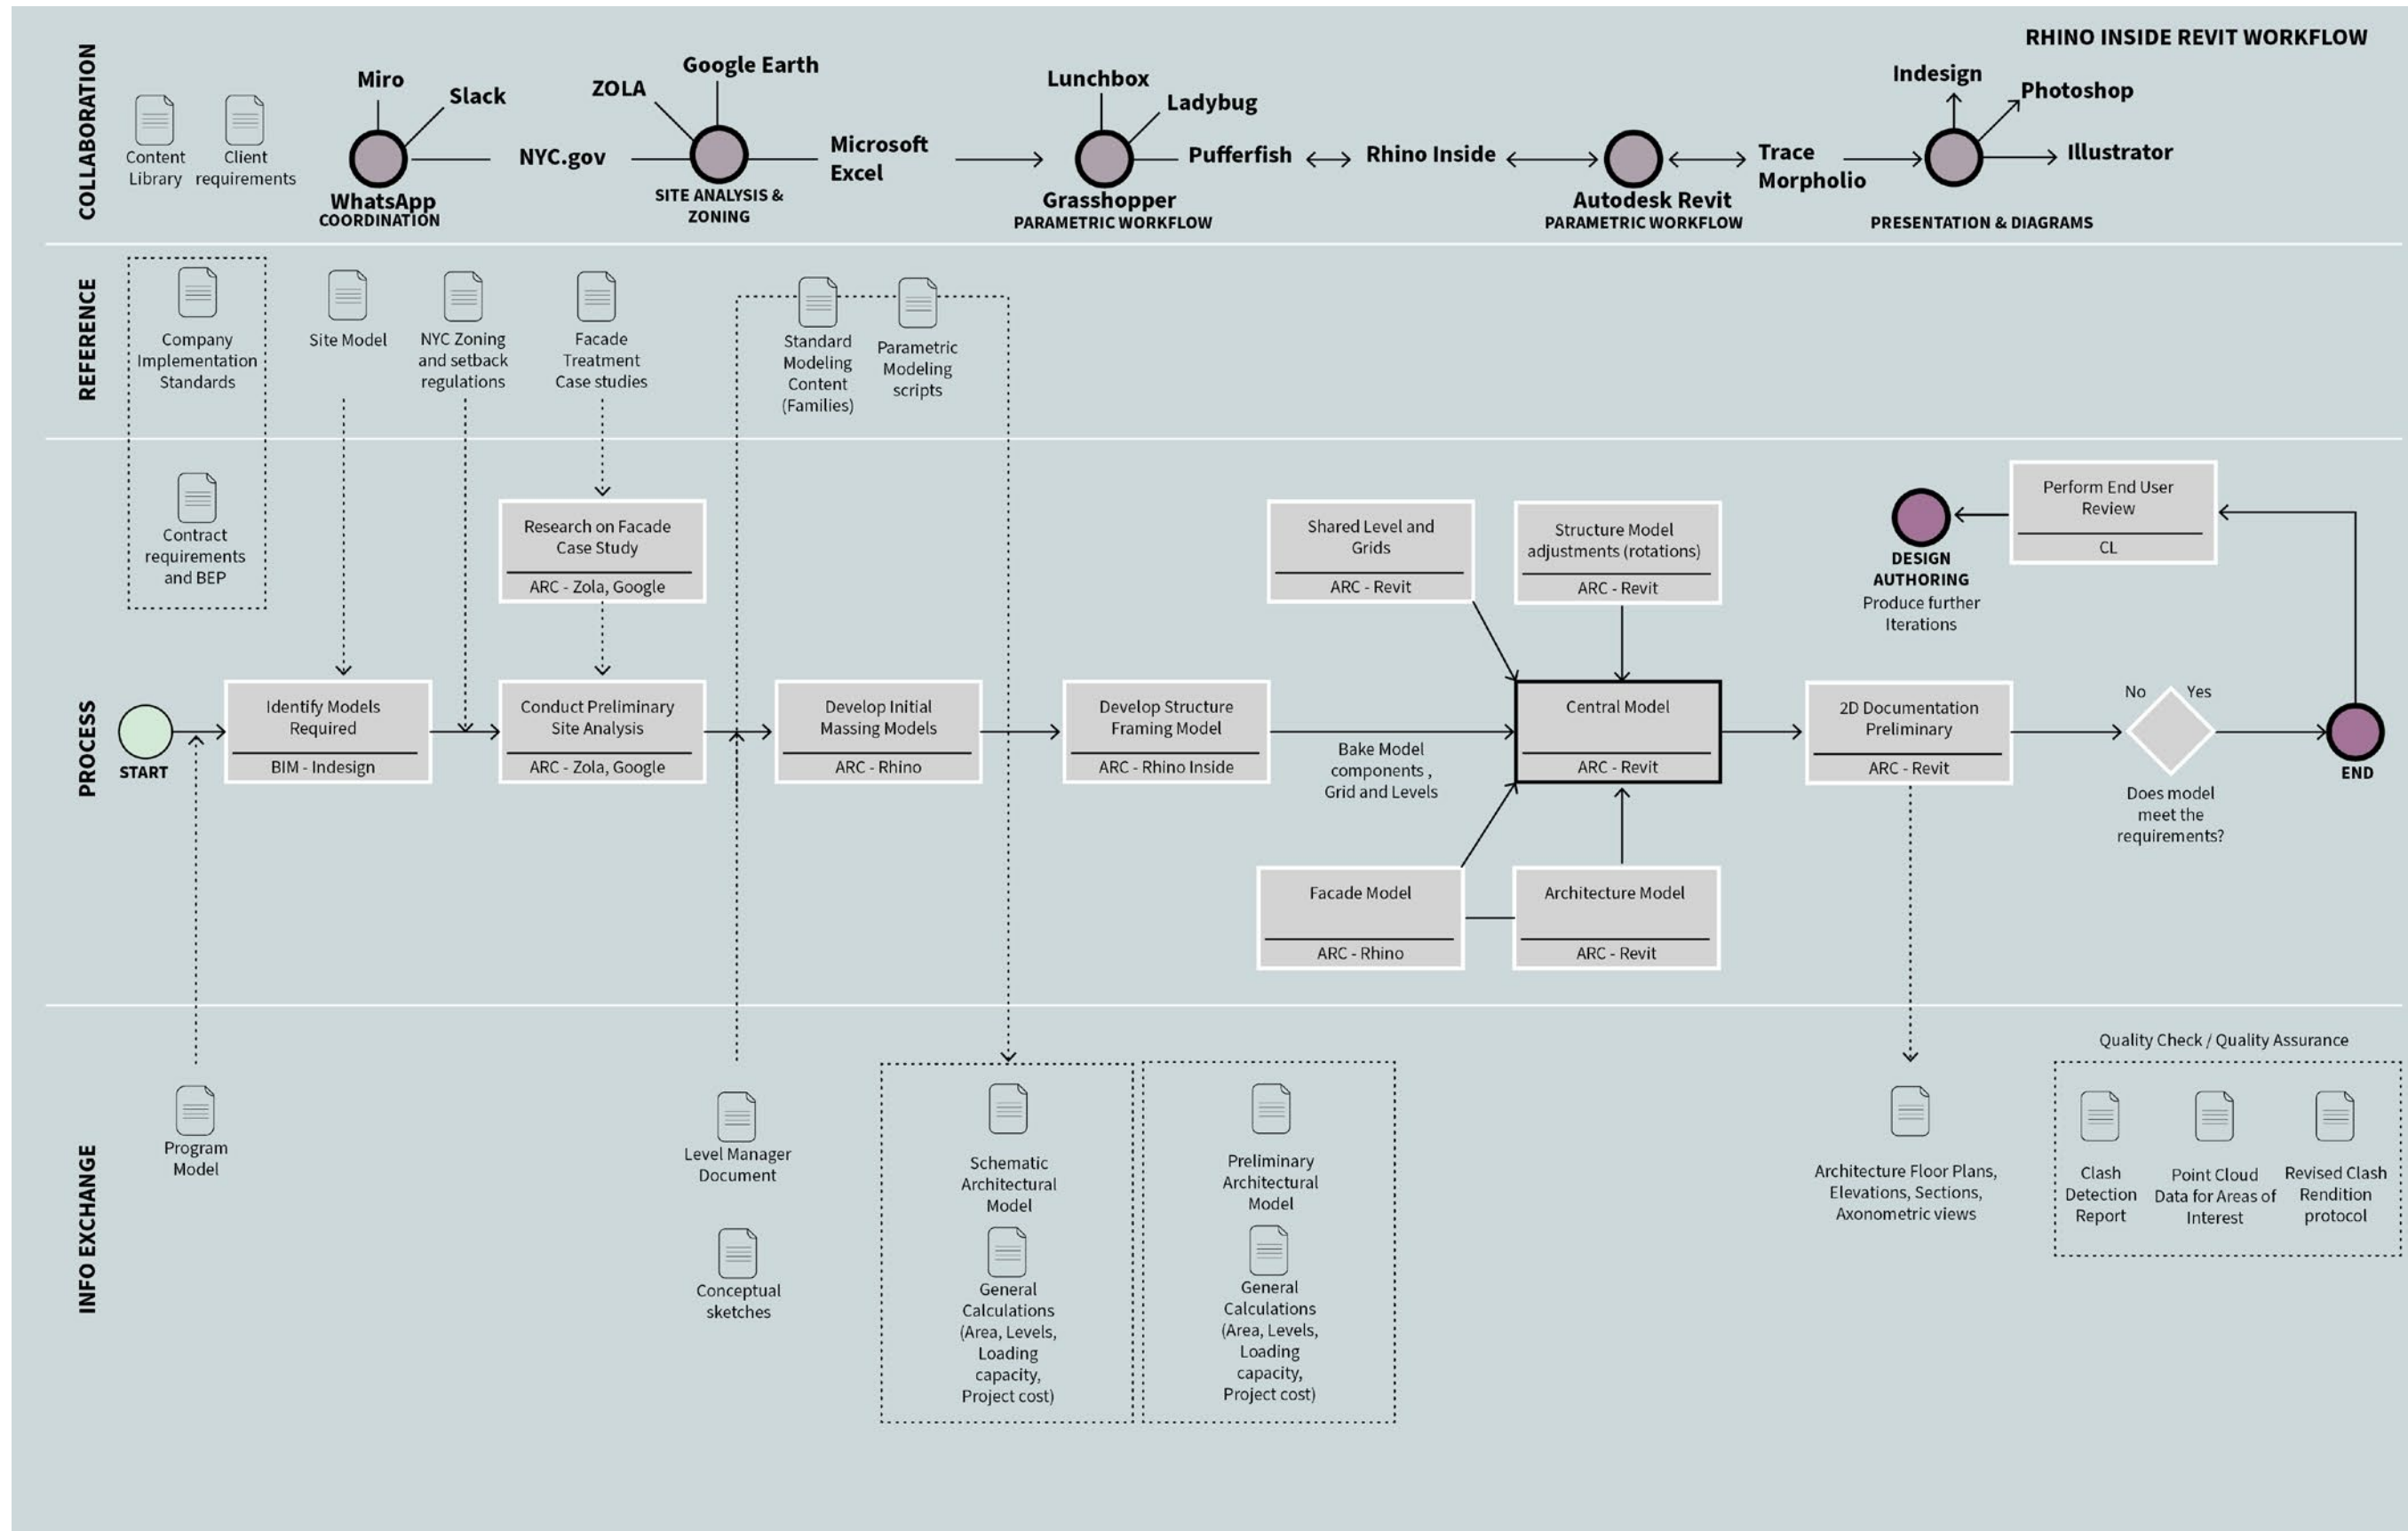 RHINO INSIDE REVIT WORKFLOW
COLLABORATION
Content
Library
Client
requirements
Miro
Slack
WhatsApp
COORDINATION
NYC.gov
ZOLA
Google Earth
SITE ANALYSIS &
ZONING
Microsoft
Excel
Lunchbox
Ladybug
Grasshopper
PARAMETRIC WORKFLOW
Pufferfish
Rhino Inside
Autodesk Revit
PARAMETRIC WORKFLOW
Trace
Morpholio
Indesign
Photoshop
Illustrator
PRESENTATION & DIAGRAMS
REFERENCE
Company
Implementation
Standards
Site Model
NYC Zoning
and setback
regulations
Facade
Treatment
Case studies
Standard
Modeling
Content
(Families)
Parametric
Modeling
scripts
PROCESS
Contract
requirements
and BEP
START
Identify Models
Required
BIM - Indesign
Research on Facade
Case Study
ARC - Zola, Google
Conduct Preliminary
Site Analysis
ARC - Zola, Google
Develop Initial
Massing Models
ARC - Rhino
Develop Structure
Framing Model
ARC - Rhino Inside
Bake Model
components ,
Grid and Levels
Shared Level and
Grids
ARC - Revit
Structure Model
adjustments (rotations)
ARC - Revit
Central Model
ARC - Revit
Facade Model
ARC - Rhino
Architecture Model
ARC - Revit
2D Documentation
Preliminary
ARC - Revit
No
Yes
Does model
meet the
requirements?
END
Perform End User
Review
CL
DESIGN
AUTHORING
Produce further
Iterations
INFO EXCHANGE
Program
Model
Level Manager
Document
Conceptual
sketches
Schematic
Architectural
Model
General
Calculations
(Area, Levels,
Loading
capacity,
Project cost)
Preliminary
Architectural
Model
General
Calculations
(Area, Levels,
Loading
capacity,
Project cost)
Architecture Floor Plans,
Elevations, Sections,
Axonometric views
Quality Check / Quality Assurance
Clash
Detection
Report
Point Cloud
Data for Areas of
Interest
Revised Clash
Rendition
protocol